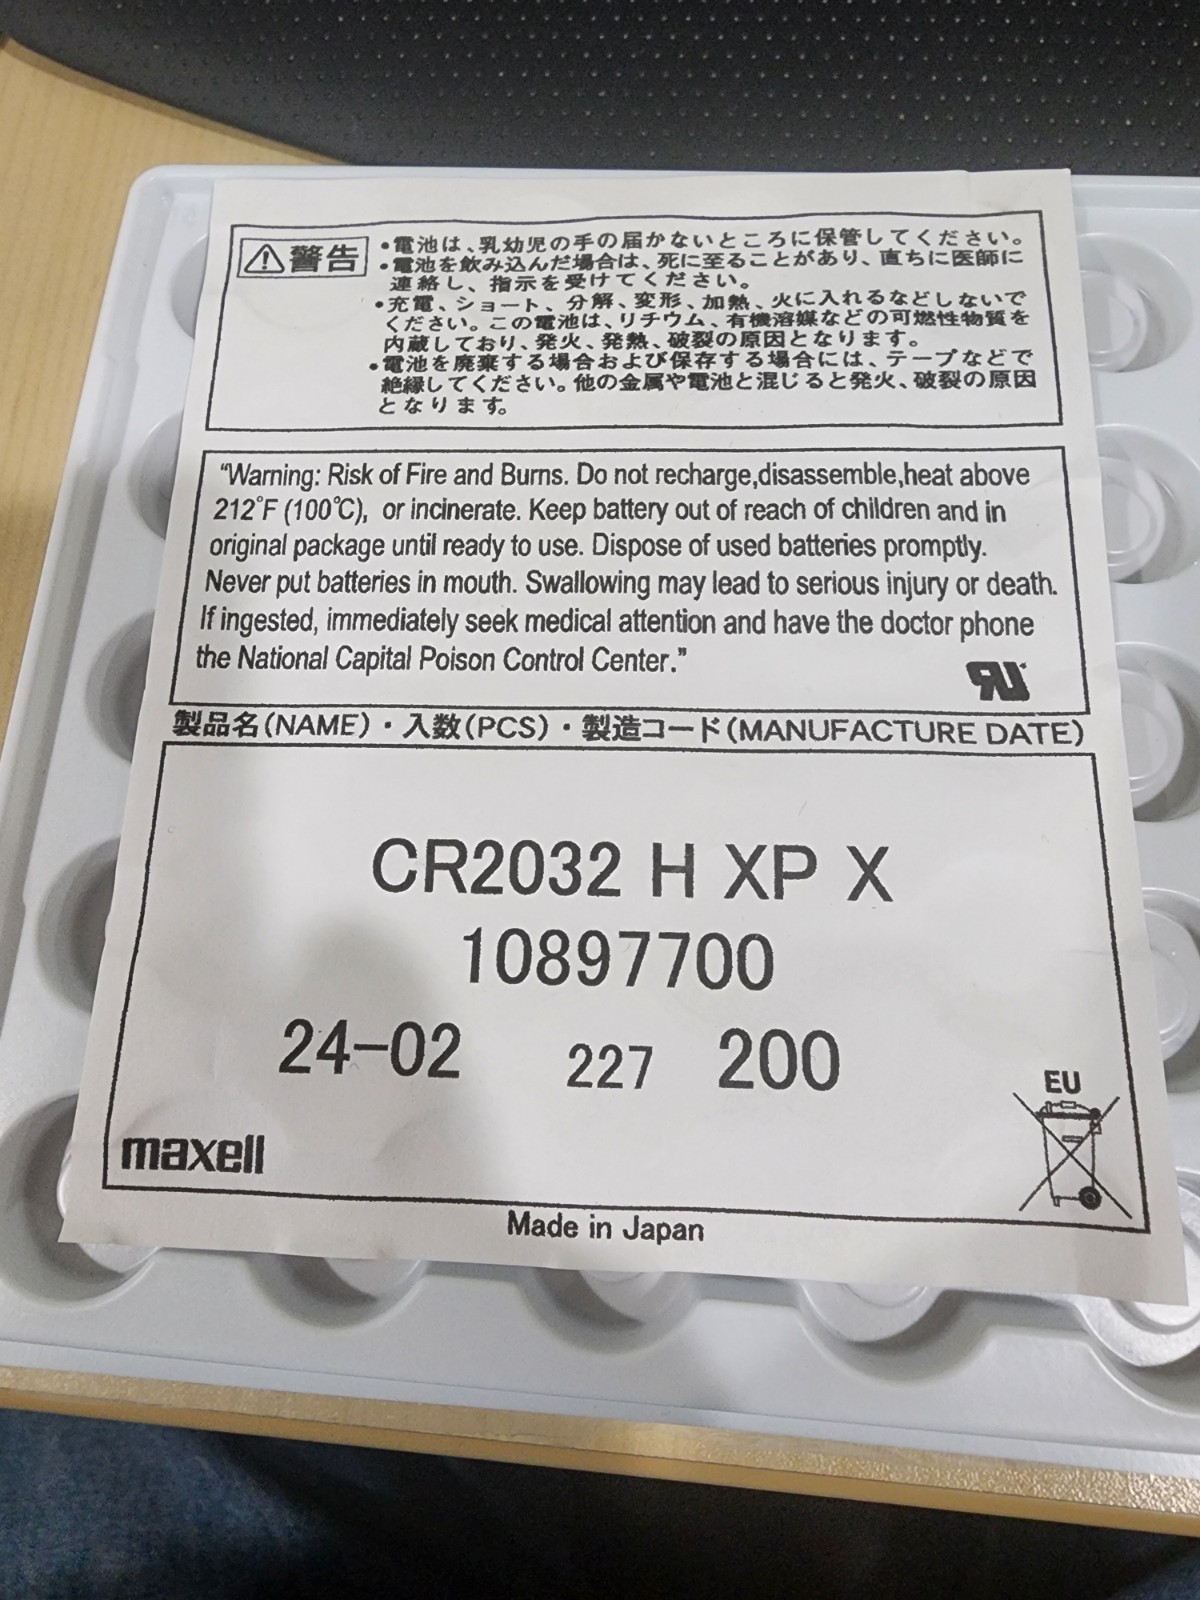 ⚠警告
•電池は、乳幼児の手の届かないところに保管してください。
•電池を飲み込んだ場合は、死に至ることがあり、直ちに医師に
連絡し、指示を受けてください。
•充電、ショート、分解、変形、加熱、火に入れるなどしないで
ください。この電池は、リチウム、有機溶媒などの可燃性物質を
内蔵しており、発火、発熱、破裂の原因となります。
•電池を廃棄する場合および保存する場合には、テープなどで
絶縁してください。他の金属や電池と混じると発火、破裂の原因
となります。
“Warning: Risk of Fire and Burns. Do not recharge,disassemble,heat above
212°F (100℃), or incinerate. Keep battery out of reach of children and in
original package until ready to use. Dispose of used batteries promptly.
Never put batteries in mouth. Swallowing may lead to serious injury or death.
If ingested, immediately seek medical attention and have the doctor phone
the National Capital Poison Control Center.”
製品名(NAME)・入数(PCS)・製造コード(MANUFACTURE DATE)
CR2032 H XP X
10897700
24-02 227 200
EU
maxell
Made in Japan